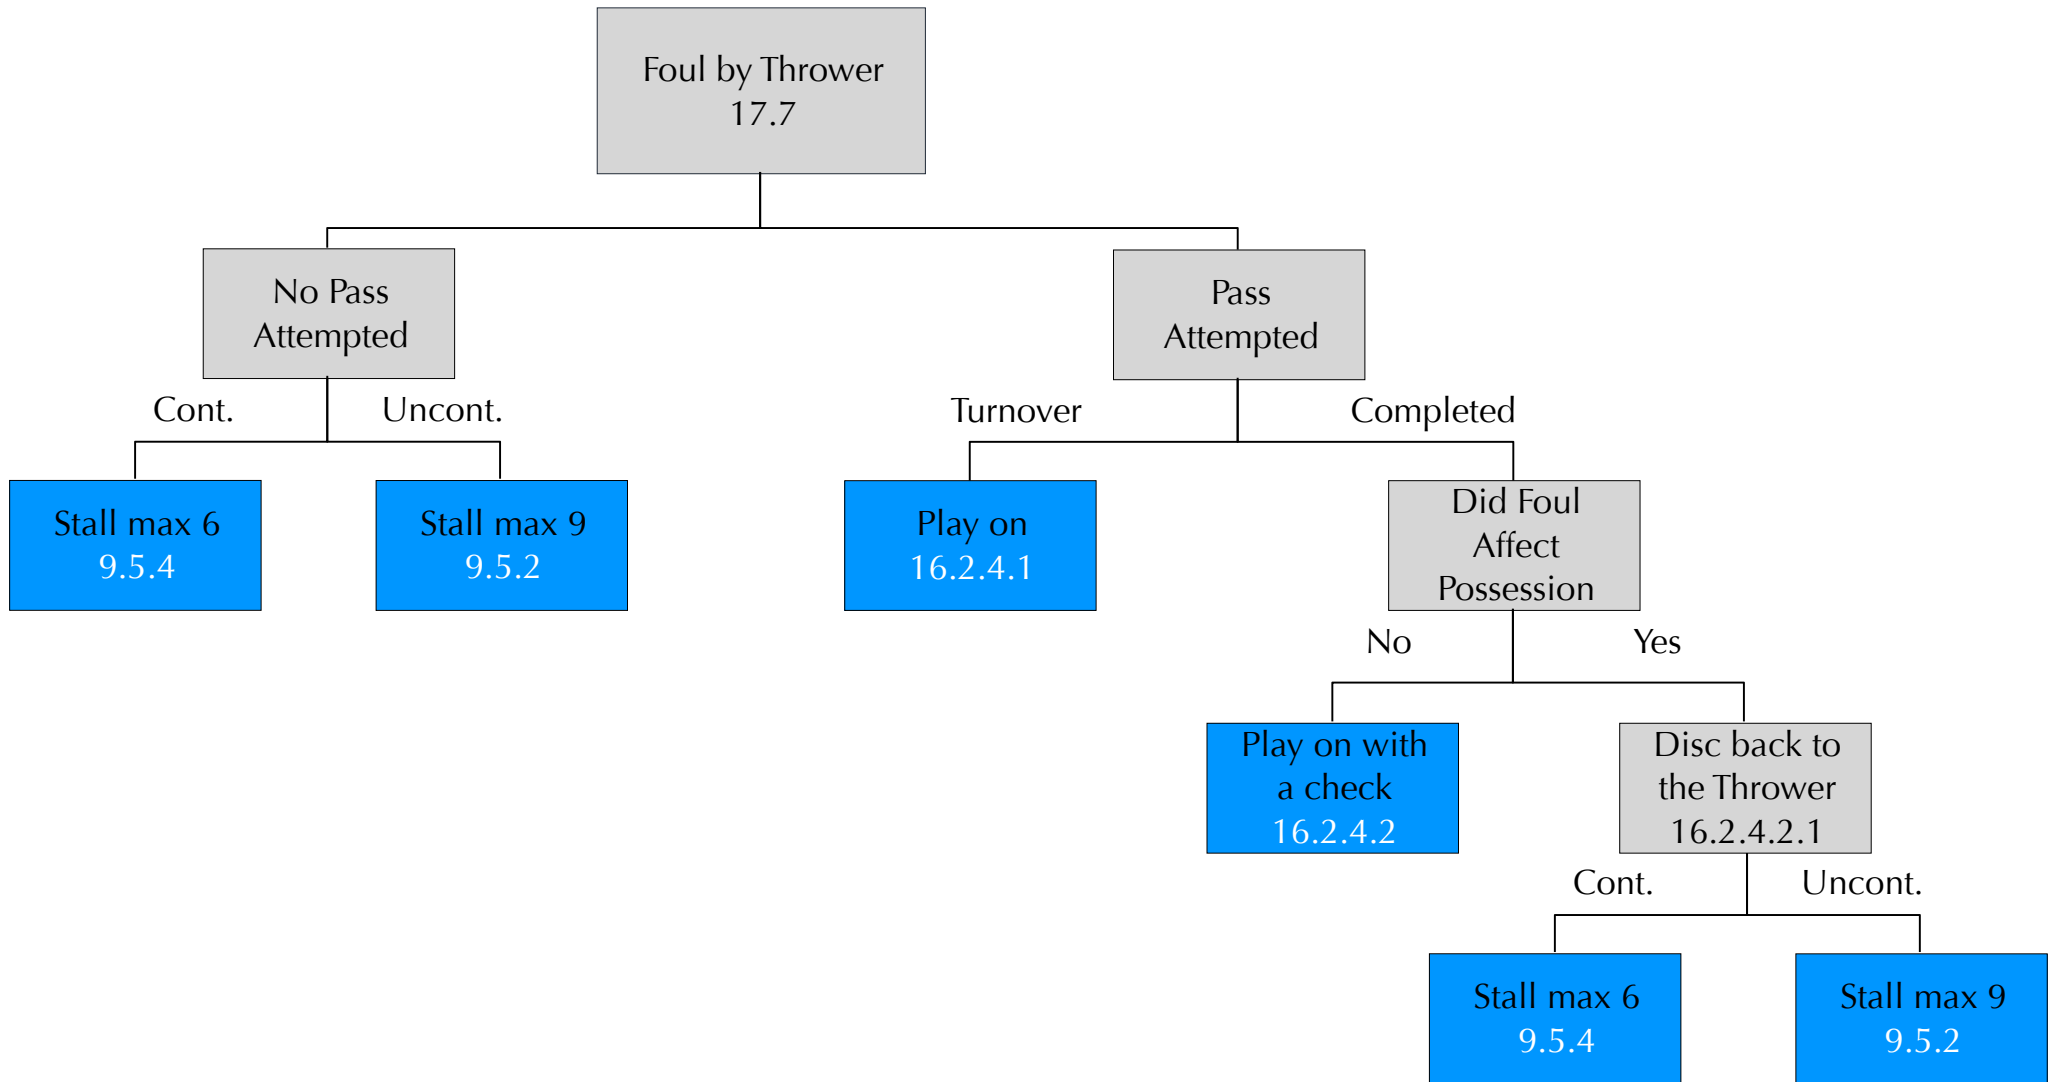 Foul by Thrower
17.7
No Pass
Attempted
Pass
Attempted
Cont.
Uncont.
Turnover
Completed
Stall max 6
9.5.4
Stall max 9
9.5.2
Play on
16.2.4.1
Did Foul
Affect
Possession
No
Yes
Play on with
a check
16.2.4.2
Disc back to
the Thrower
16.2.4.2.1
Cont.
Uncont.
Stall max 6
9.5.4
Stall max 9
9.5.2